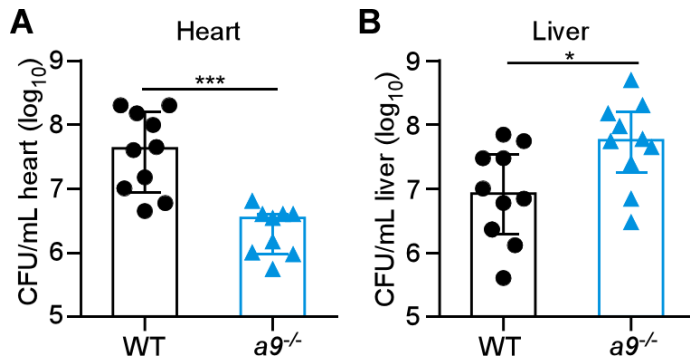 A
Heart
CFU/mL heart (log₁₀)
9
8
7
6
5
***
WT
a9⁻/⁻
B
Liver
CFU/mL liver (log₁₀)
9
8
7
6
5
*
WT
a9⁻/⁻